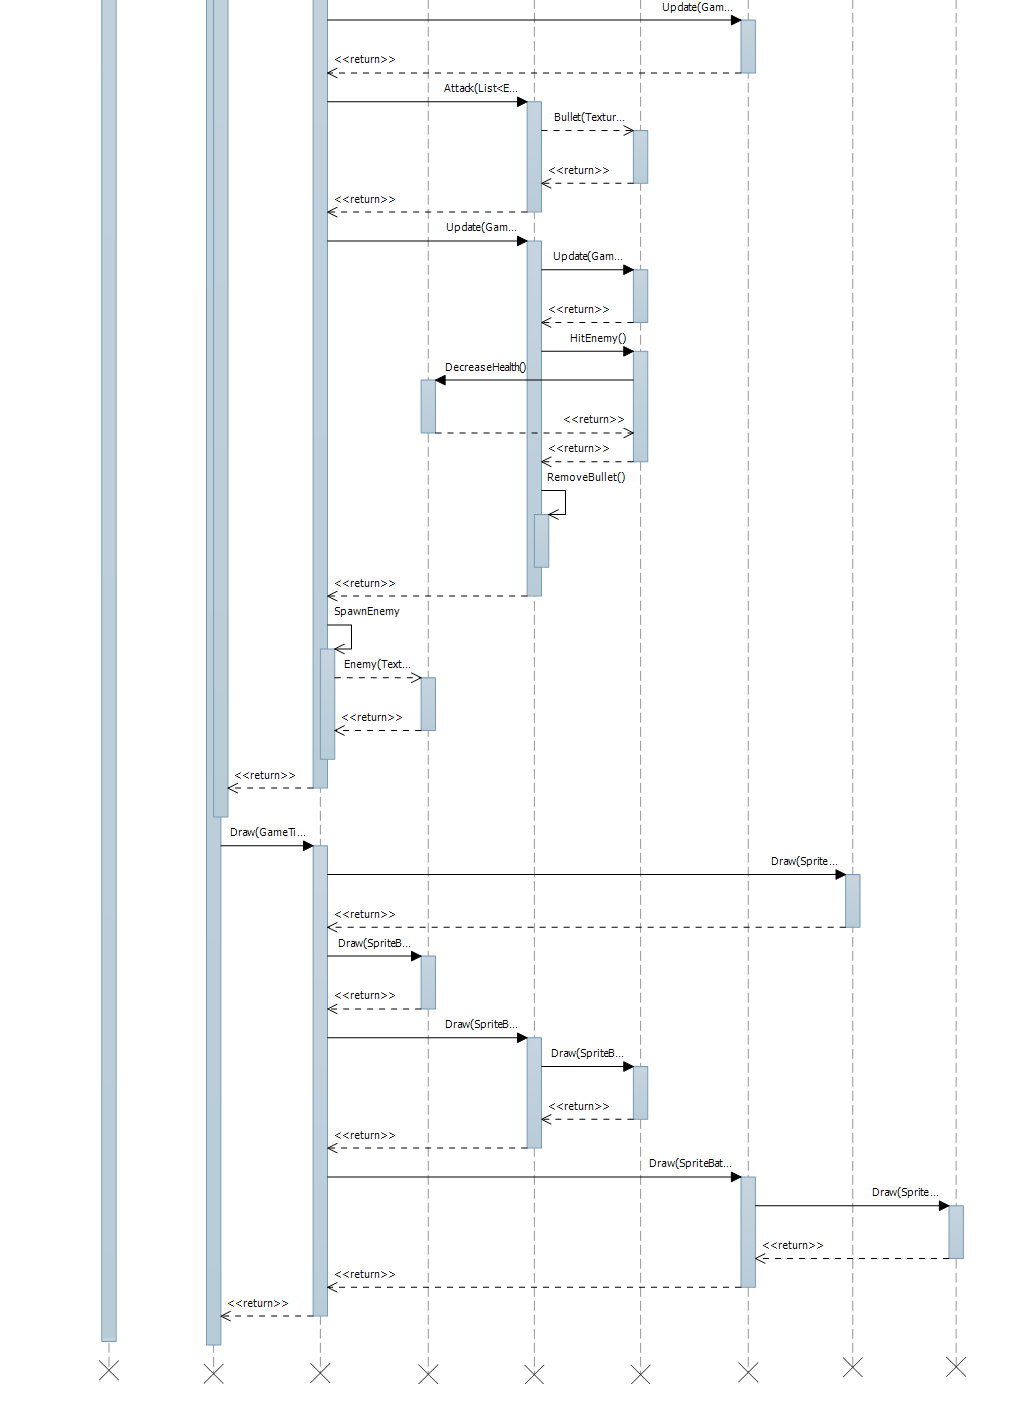 Update(Gam...
<<return>>
Attack(List<E...
Bullet(Textur...
<<return>>
<<return>>
Update(Gam...
Update(Gam...
<<return>>
HitEnemy()
DecreaseHealth()
<<return>>
<<return>>
RemoveBullet()
<<return>>
SpawnEnemy
Enemy(Text...
<<return>>
<<return>>
Draw(GameTi...
Draw(Sprite...
<<return>>
Draw(SpriteB...
<<return>>
Draw(SpriteB...
Draw(SpriteB...
<<return>>
<<return>>
Draw(SpriteBat...
Draw(Sprite...
<<return>>
<<return>>
<<return>>